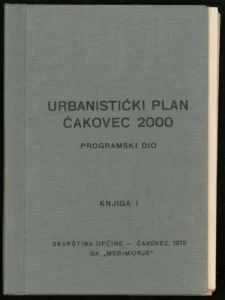 URBANISTIČKI PLAN
ČAKOVEC 2000
PROGRAMSKI DIO
KNJIGA I
SKUPŠTINA OPĆINE — ČAKOVEC, 1976
GK „MEĐIMURJE"